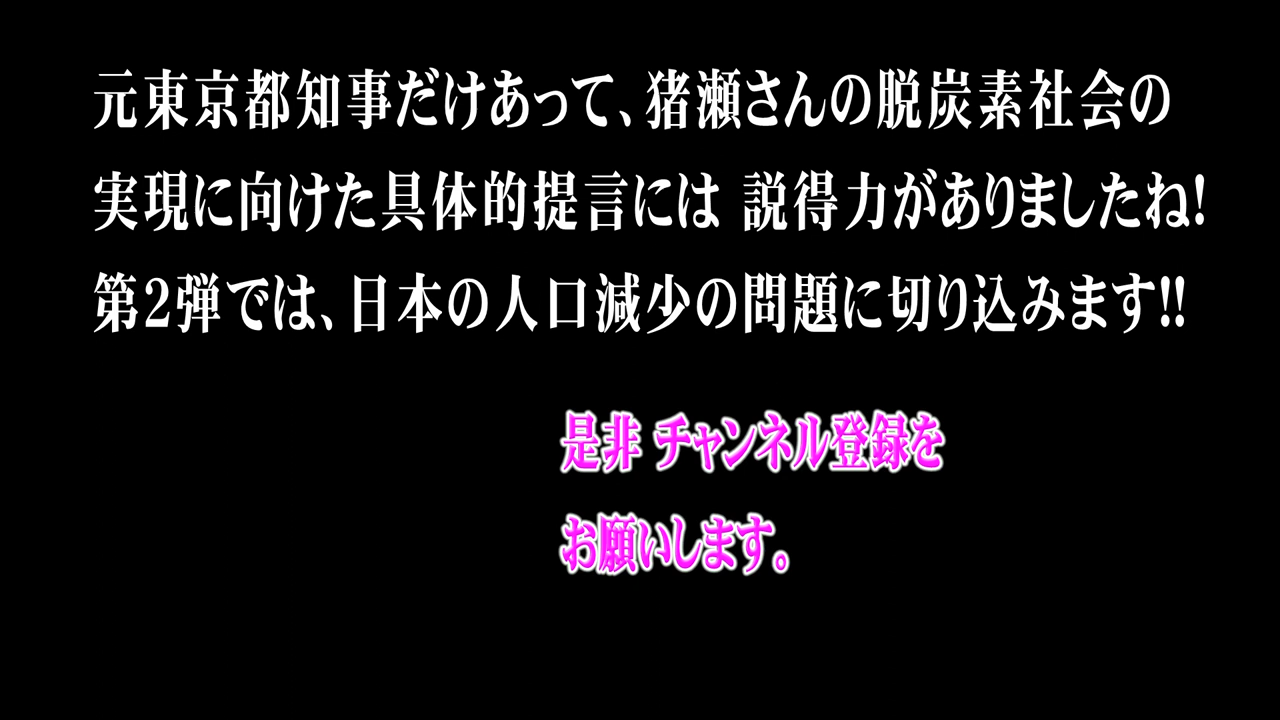 元東京都知事だけあって、猪瀬さんの脱炭素社会の
実現に向けた具体的提言には 説得力がありましたね!
第2弾では、日本の人口減少の問題に切り込みます!!
是非 チャンネル登録を
お願いします。